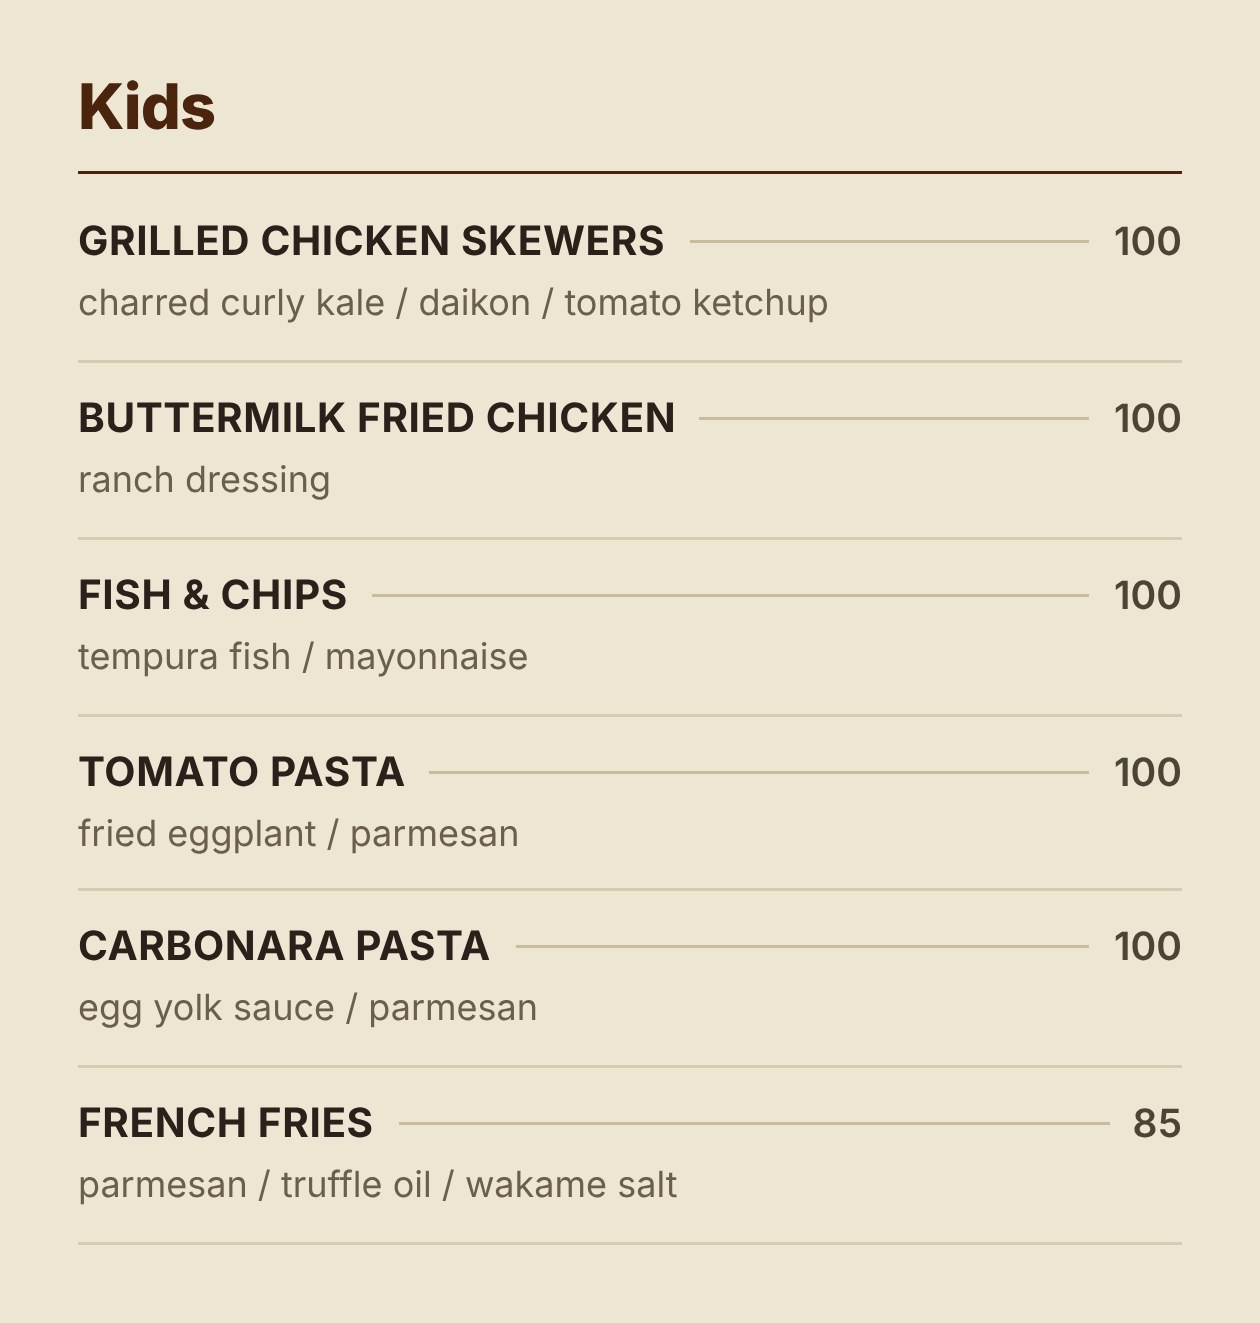 Kids
GRILLED CHICKEN SKEWERS 100
charred curly kale / daikon / tomato ketchup
BUTTERMILK FRIED CHICKEN 100
ranch dressing
FISH & CHIPS 100
tempura fish / mayonnaise
TOMATO PASTA 100
fried eggplant / parmesan
CARBONARA PASTA 100
egg yolk sauce / parmesan
FRENCH FRIES 85
parmesan / truffle oil / wakame salt